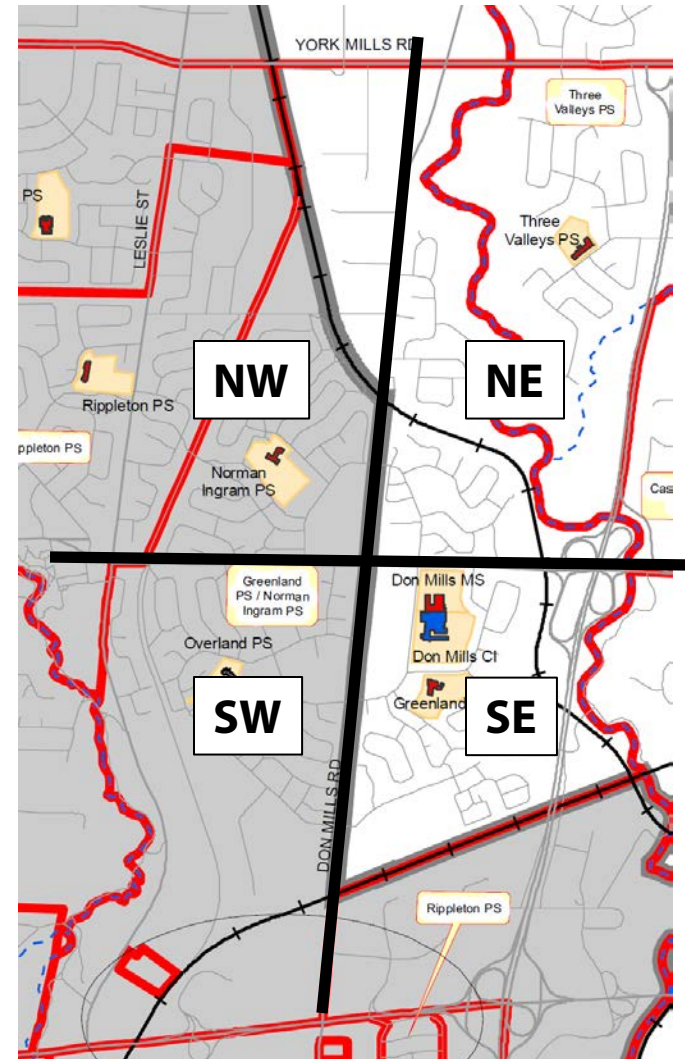 YORK MILLS RD
Three
Valleys PS
PS
LESLIE ST
Three
Valleys PS
NW
NE
Rippleton PS
ppleton PS
Norman
Ingram PS
Cas
Greenland
PS / Norman
Ingram PS
Don Mills MS
Overland PS
Don Mills CI
Greenland
SW
SE
DON MILLS RD
Rippleton PS